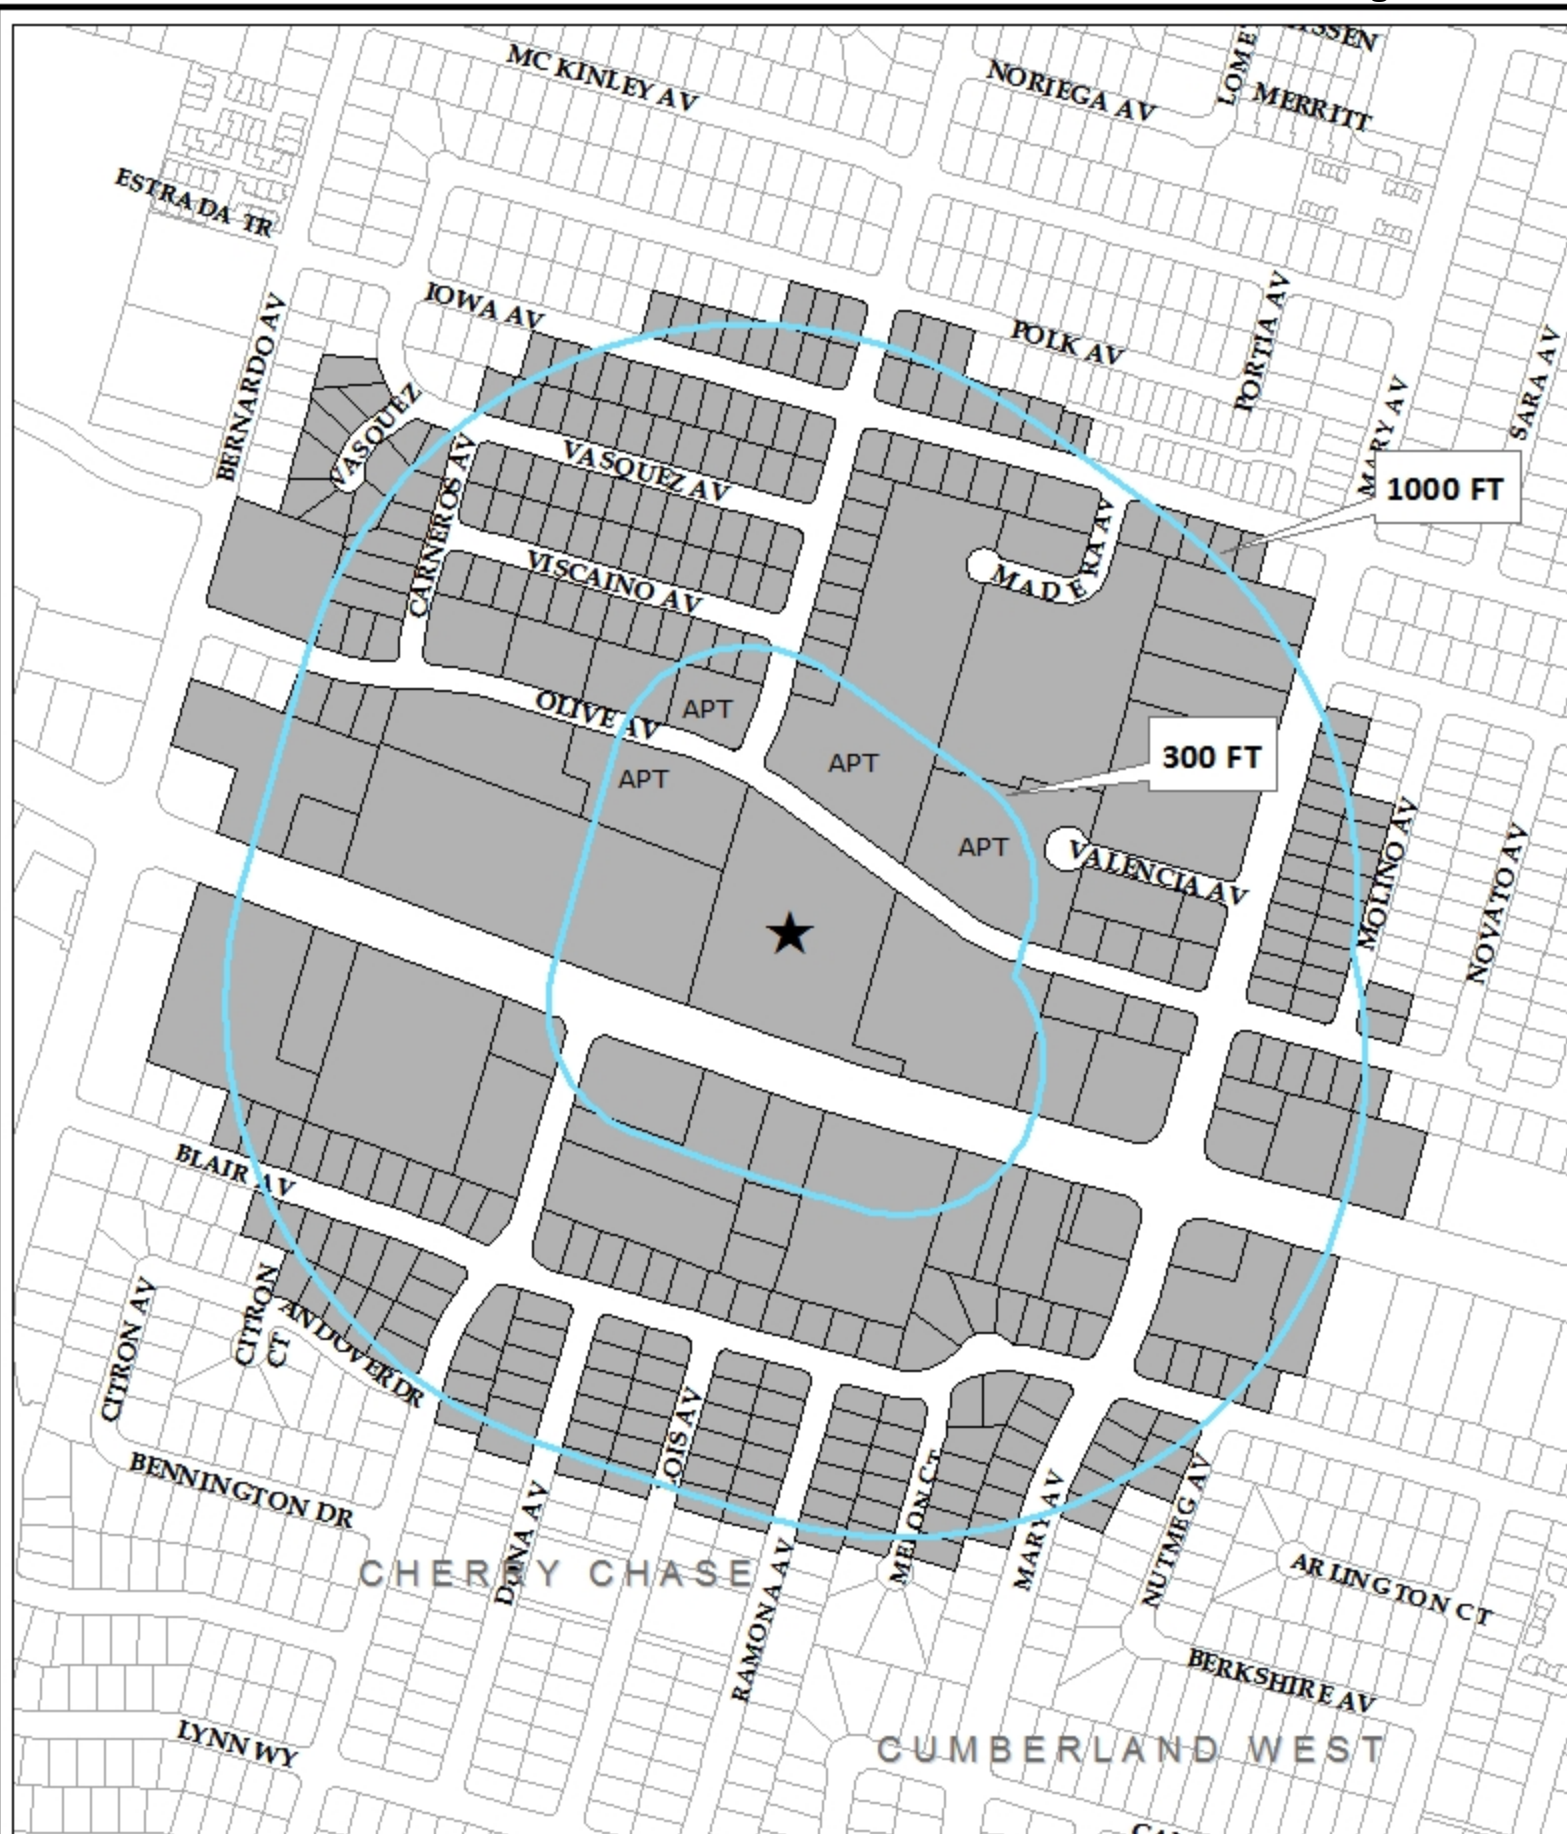 MC KINLEY AV
NORIEGA AV
MERRITT
ESTRADA TR
IOWA AV
POLK AV
PORTIA AV
BERNARDO AV
MARY AV
SARA AV
VASQUEZ
CARNEROS AV
VASQUEZ AV
1000 FT
VISCAINO AV
MADERA AV
OLIVE AV
APT
APT
APT
APT
300 FT
VALENCIA AV
MOLINO AV
NOVATO AV
BLAIR AV
CITRON AV
CITRON
CT
ANDOVER DR
BENNINGTON DR
LOIS AV
DONA AV
RAMONA AV
MELON CT
MARY AV
NUTMEG AV
CHERRY CHASE
ARLINGTON CT
BERKSHIRE AV
LYNN WY
CUMBERLAND WEST